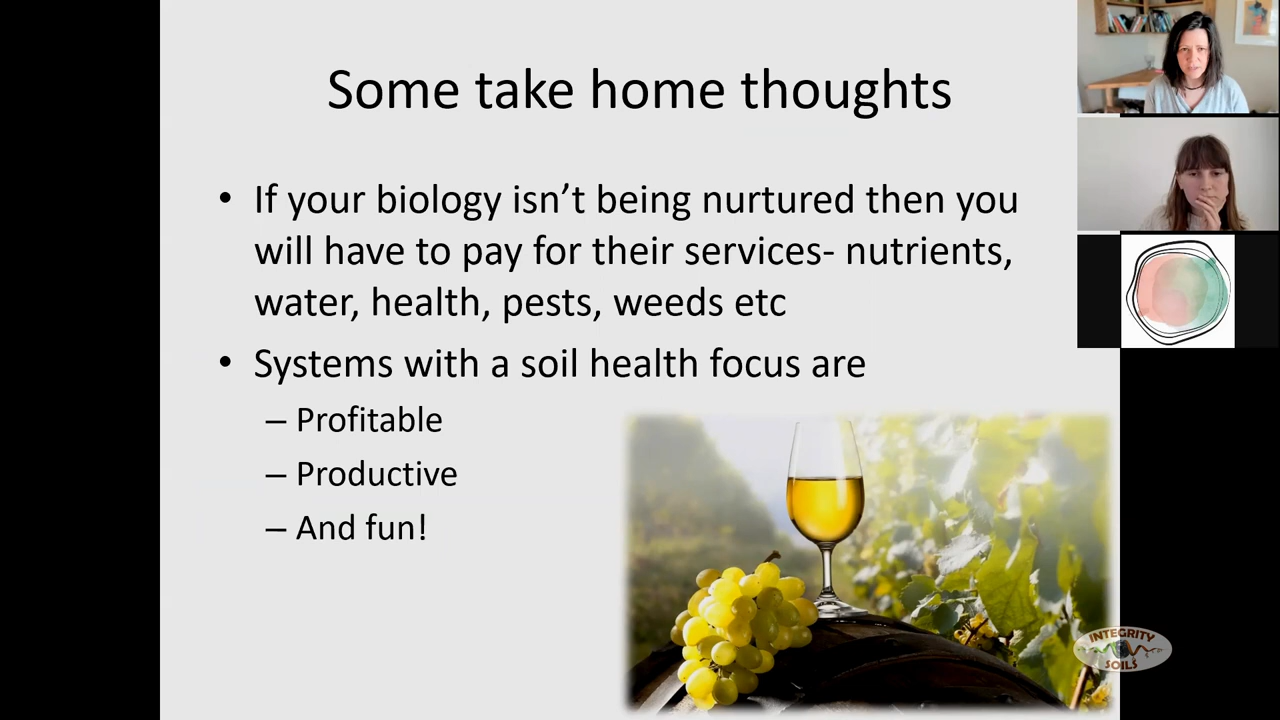 Some take home thoughts
• If your biology isn’t being nurtured then you
will have to pay for their services- nutrients,
water, health, pests, weeds etc
• Systems with a soil health focus are
– Profitable
– Productive
– And fun!
INTEGRITY
SOILS